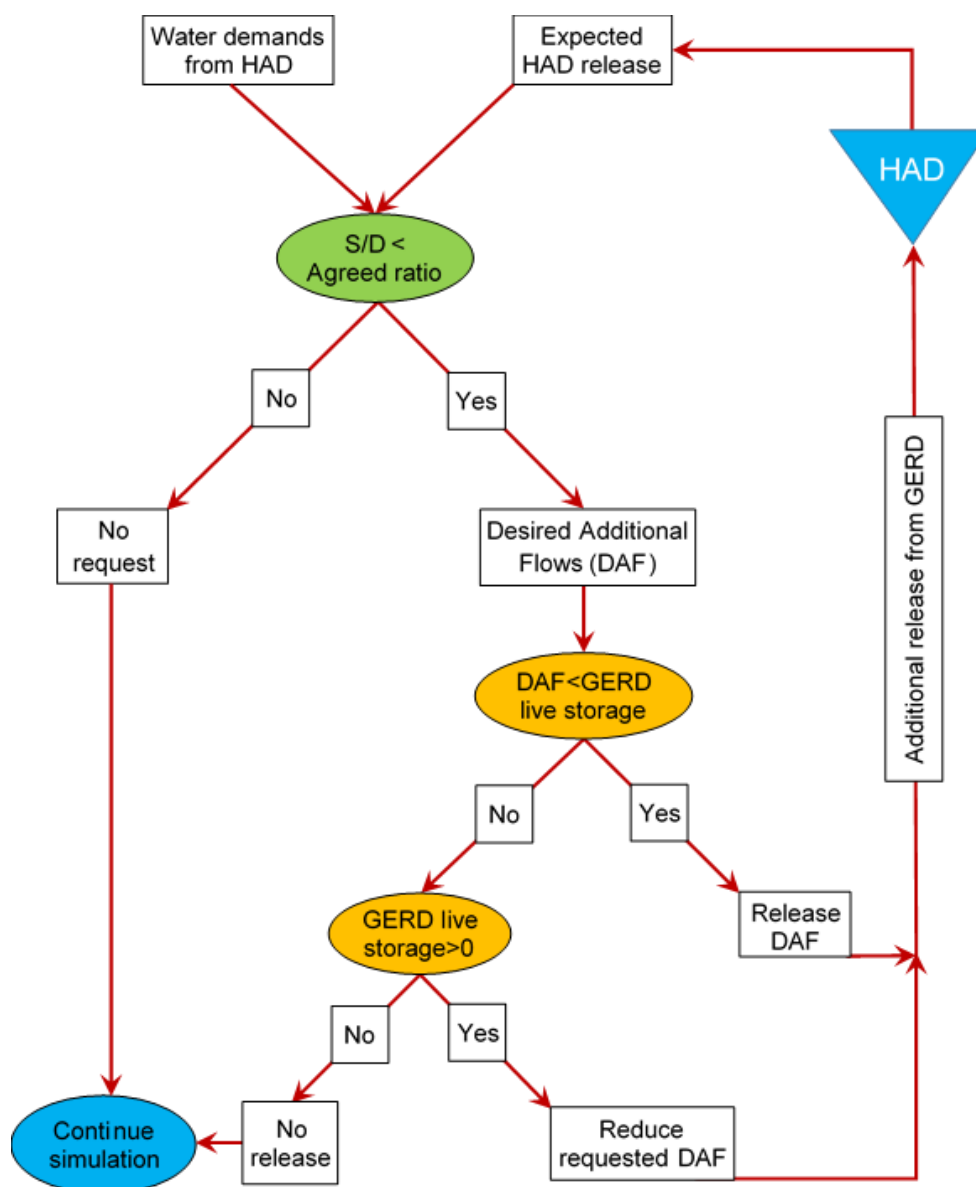 Water demands
from HAD
Expected
HAD release
HAD
S/D <
Agreed ratio
No
Yes
No
request
Desired Additional
Flows (DAF)
Additional release from GERD
DAF<GERD
live storage
No
Yes
GERD live
storage>0
Release
DAF
No
Yes
Continue
simulation
No
release
Reduce
requested DAF